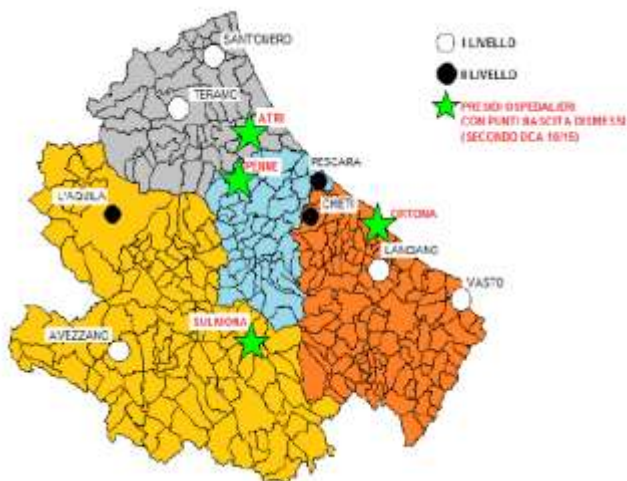 SANTOMERO
I LIVELLO
II LIVELLO
TERAMO
PRESIDI OSPEDALIERI
CON PUNTI NASCITA DISMESSI
(SECONDO DCA 10/15)
ATRI
PENNE
PESCARA
L'AQUILA
CHIETI
ORTONA
LANCIANO
VASTO
SULMONA
AVEZZANO